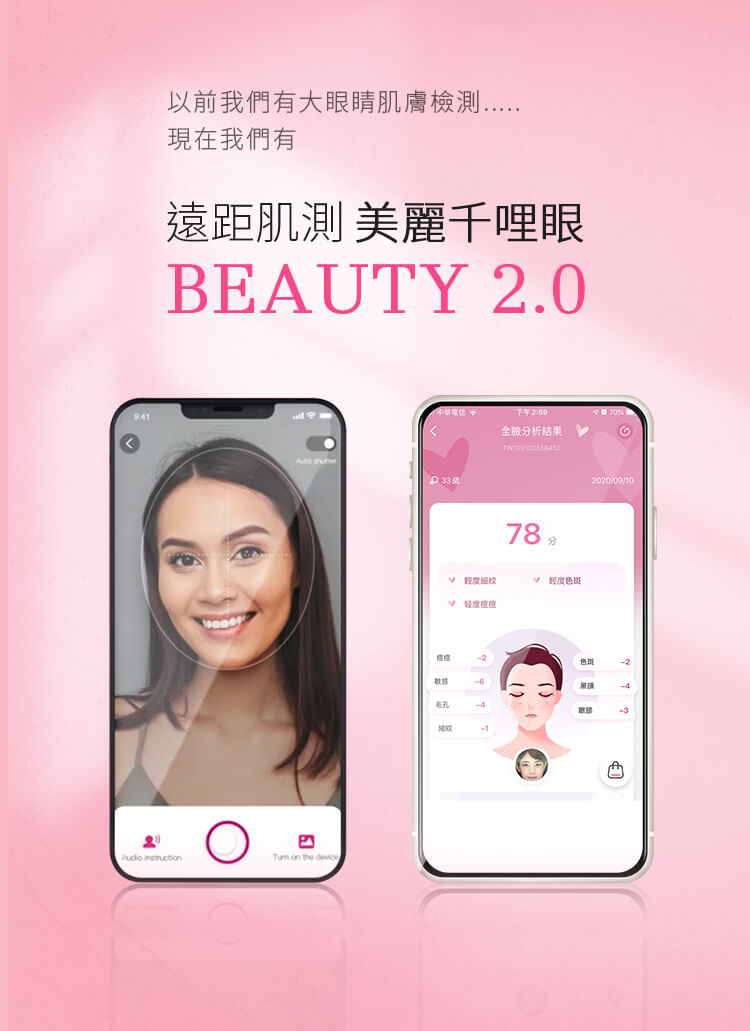 以前我們有大眼睛肌膚檢測.....
現在我們有
遠距肌測 美麗千哩眼
BEAUTY 2.0
9:41
Auto shutter
Audio instruction
Turn on the device
中華電信 下午2:59 70%
全臉分析結果
TW109100658450
33歲 2020/09/10
78 分
輕度細紋 輕度色斑
轻度痘痘
痘痘 -2
敏感 -6
毛孔 -4
細紋 -1
色斑 -2
黑頭 -4
眼部 -3